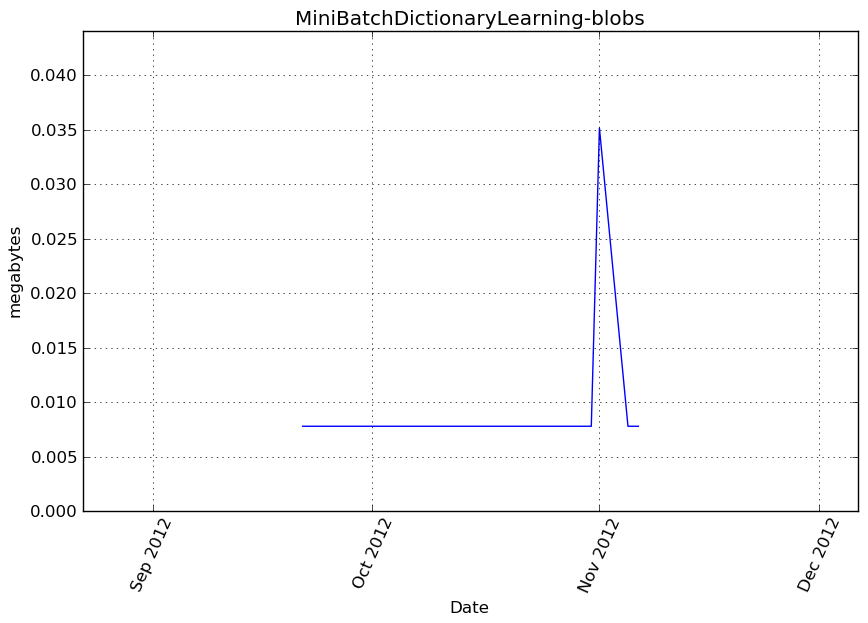 MiniBatchDictionaryLearning-blobs
0.040
0.035
0.030
0.025
0.020
0.015
0.010
0.005
0.000
megabytes
Sep 2012
Oct 2012
Nov 2012
Dec 2012
Date